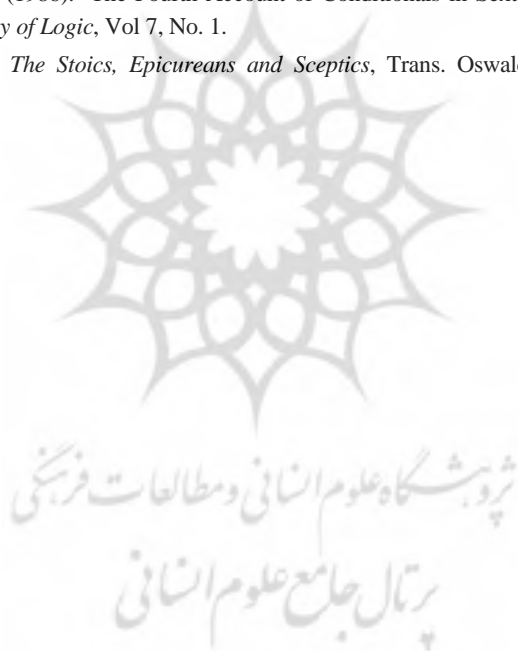 (1986). "The Fourth Account of Conditionals in Sext
y of Logic, Vol 7, No. 1.
The Stoics, Epicureans and Sceptics, Trans. Oswal
پژوهشگاه علوم انسانی و مطالعات فرهنگی
پرتال جامع علوم انسانی